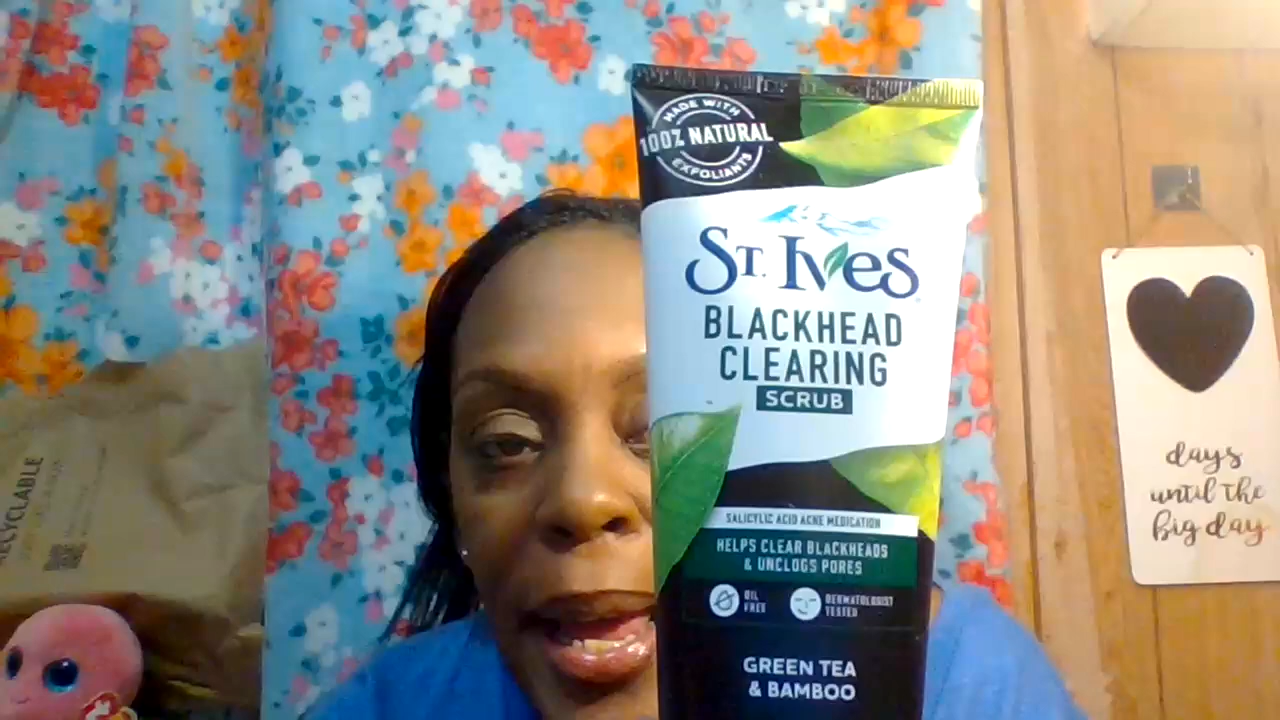 MADE WITH
100% NATURAL
EXFOLIANTS
ST. IVES
BLACKHEAD
CLEARING
SCRUB
SALICYLIC ACID ACNE MEDICATION
HELPS CLEAR BLACKHEADS
& UNCLOGS PORES
OIL
FREE
DERMATOLOGIST
TESTED
GREEN TEA
& BAMBOO
RECYCLABLE
days
until the
big day